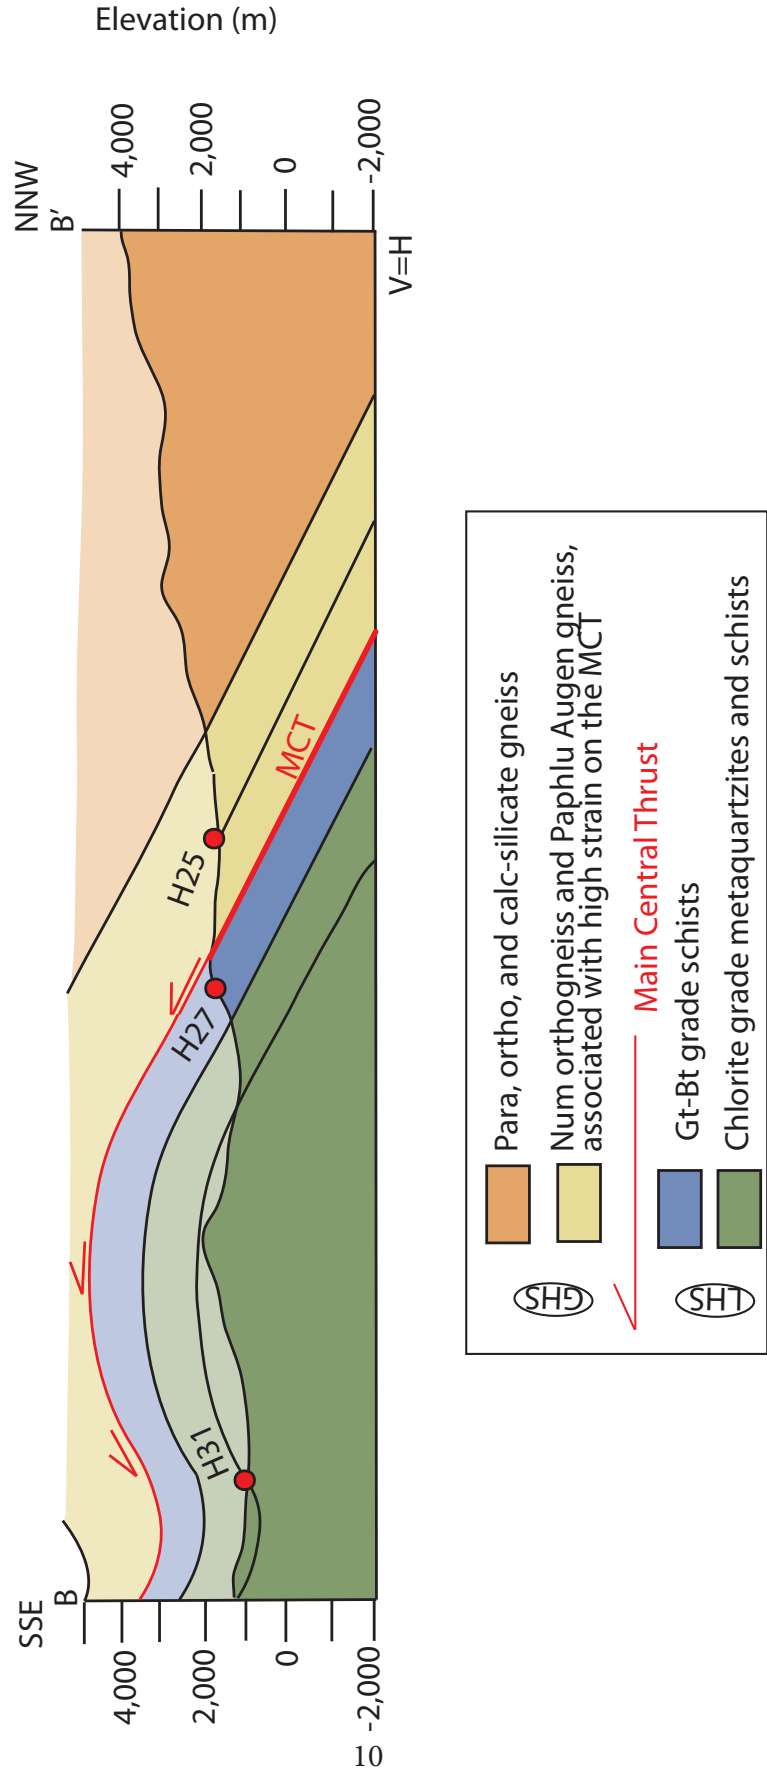 Elevation (m)
NNW
B'
4,000
2,000
0
-2,000
V=H
MCT
H25
H27
H31
SSE
B
4,000
2,000
0
-2,000
GHS
Para, ortho, and calc-silicate gneiss
Num orthogneiss and Paphlu Augen gneiss,
associated with high strain on the MCT
Main Central Thrust
LHS
Gt-Bt grade schists
Chlorite grade metaquartzites and schists
10